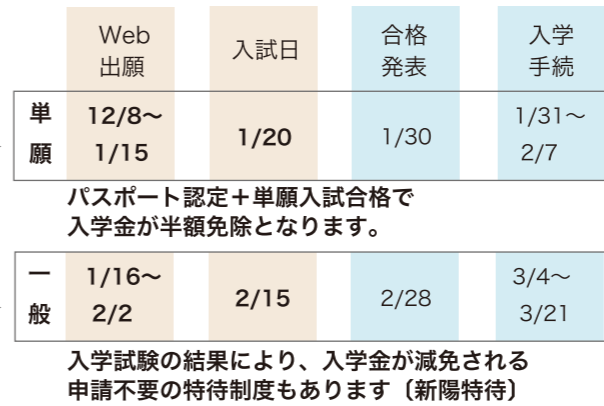 Web
出願
入試日
合格
発表
入学
手続
単
願
12/8〜
1/15
1/20
1/30
1/31〜
2/7
パスポート認定＋単願入試合格で
入学金が半額免除となります。
一
般
1/16〜
2/2
2/15
2/28
3/4〜
3/21
入学試験の結果により、入学金が減免される
申請不要の特待制度もあります〔新陽特待〕